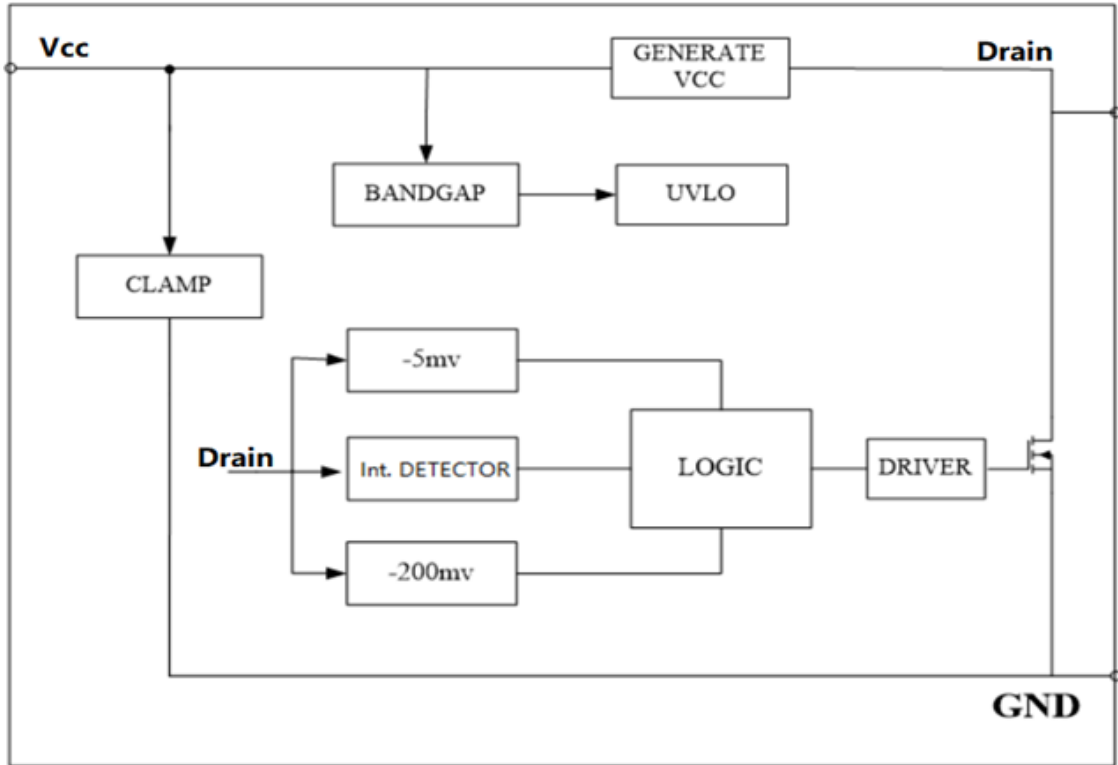 Vcc
GENERATE
VCC
Drain
BANDGAP
UVLO
CLAMP
-5mv
Drain
Int. DETECTOR
LOGIC
DRIVER
-200mv
GND